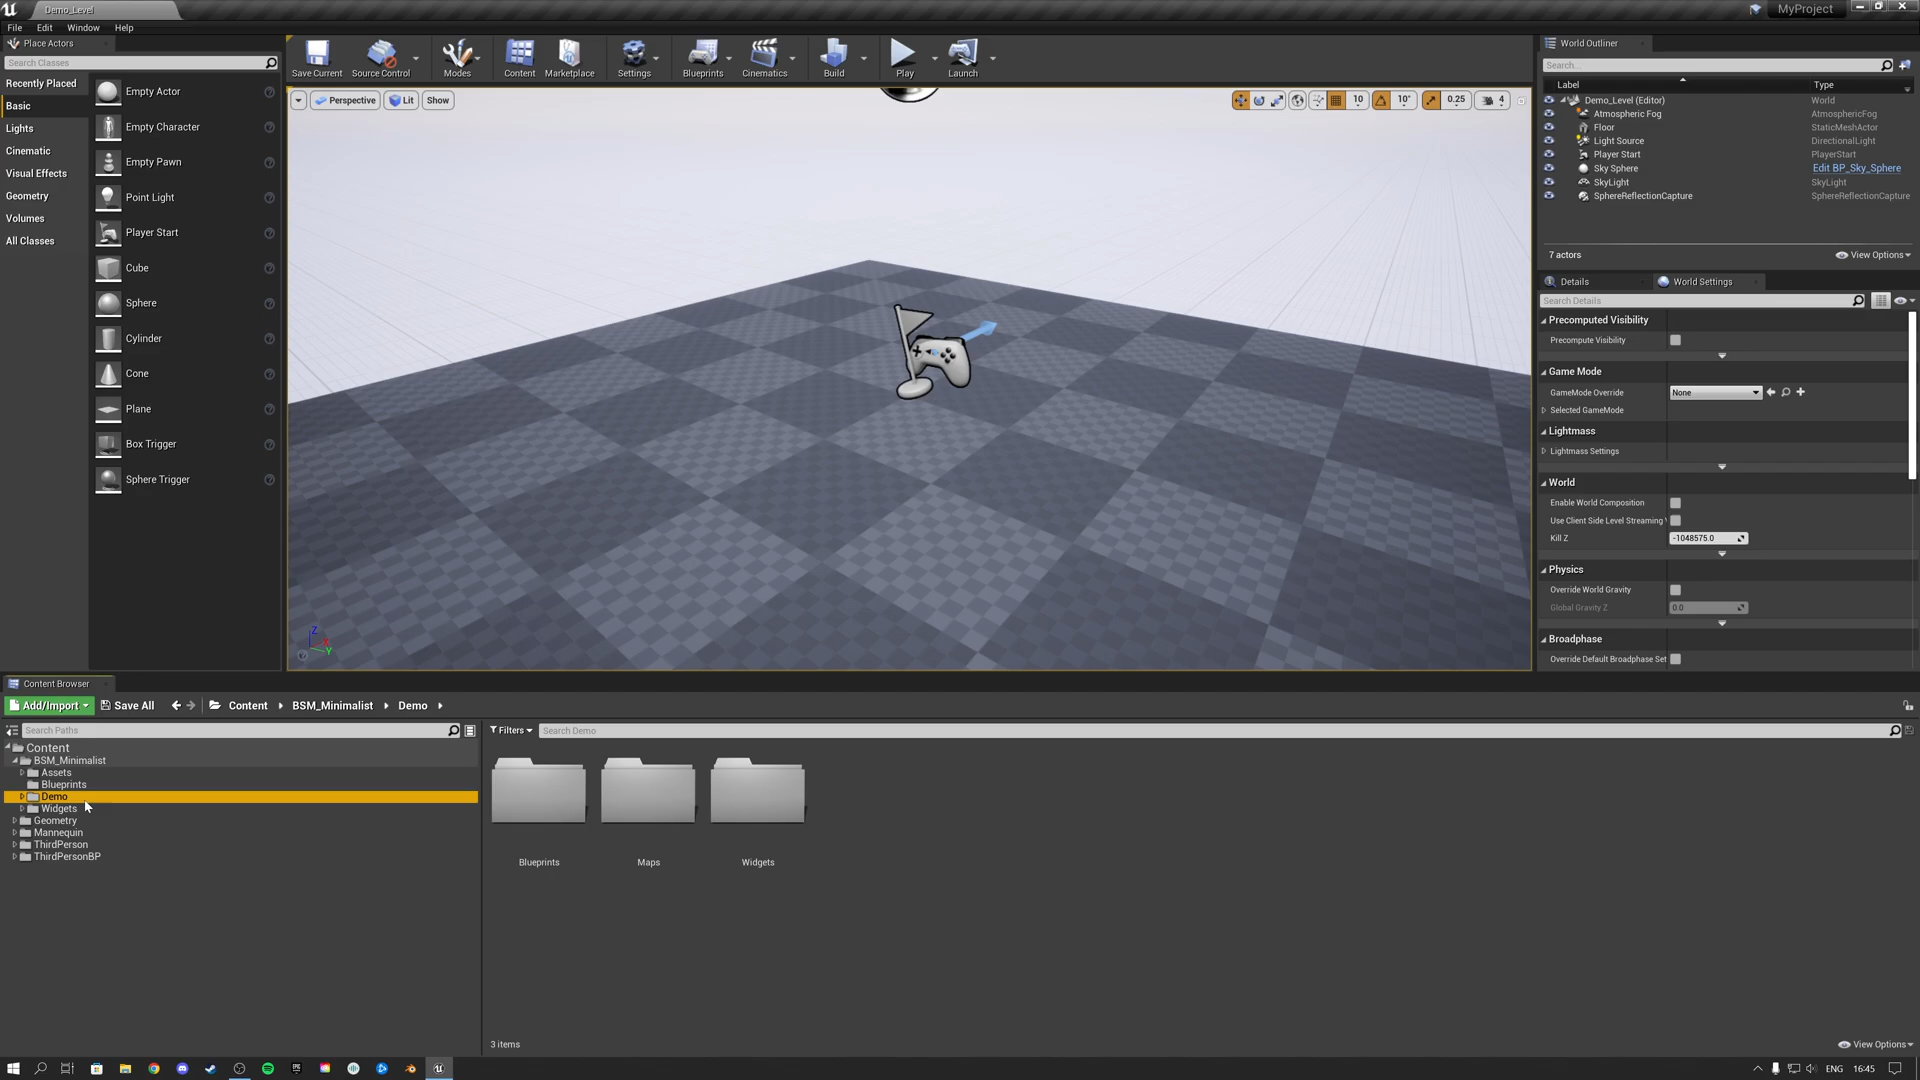 Demo_Level
MyProject
File Edit Window Help
Place Actors
Search Classes
Recently Placed
Basic
Lights
Cinematic
Visual Effects
Geometry
Volumes
All Classes
Empty Actor
Empty Character
Empty Pawn
Point Light
Player Start
Cube
Sphere
Cylinder
Cone
Plane
Box Trigger
Sphere Trigger
Save Current Source Control Modes Content Marketplace Settings Blueprints Cinematics Build Play Launch
Perspective Lit Show
10 10° 0.25 4
Z
X
Y
World Outliner
Search...
Label Type
Demo_Level (Editor) World
Atmospheric Fog AtmosphericFog
Floor StaticMeshActor
Light Source DirectionalLight
Player Start PlayerStart
Sky Sphere Edit BP_Sky_Sphere
SkyLight SkyLight
SphereReflectionCapture SphereReflectionCapture
7 actors View Options
Details World Settings
Search Details
Precomputed Visibility
Precompute Visibility
Game Mode
GameMode Override None
Selected GameMode
Lightmass
Lightmass Settings
World
Enable World Composition
Use Client Side Level Streaming
Kill Z -1048575.0
Physics
Override World Gravity
Global Gravity Z 0.0
Broadphase
Override Default Broadphase Set
Content Browser
Add/Import Save All Content BSM_Minimalist Demo
Search Paths
Content
BSM_Minimalist
Assets
Blueprints
Demo
Widgets
Geometry
Mannequin
ThirdPerson
ThirdPersonBP
Filters Search Demo
Blueprints Maps Widgets
3 items View Options
ENG 16:45